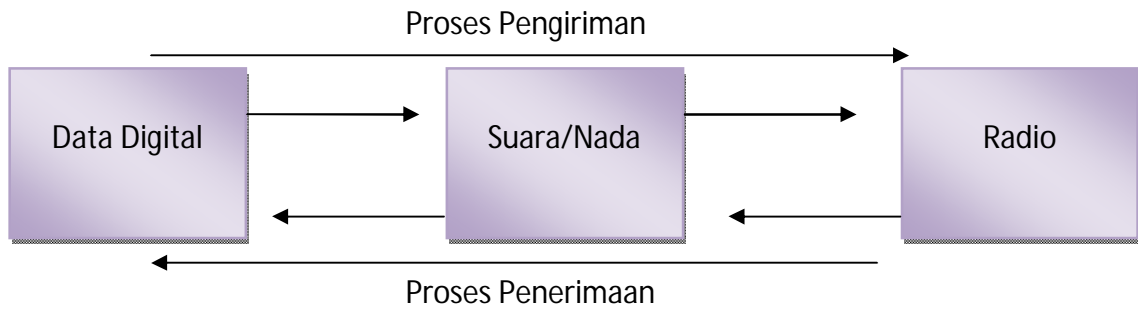 Proses Pengiriman
Data Digital
Suara/Nada
Radio
Proses Penerimaan